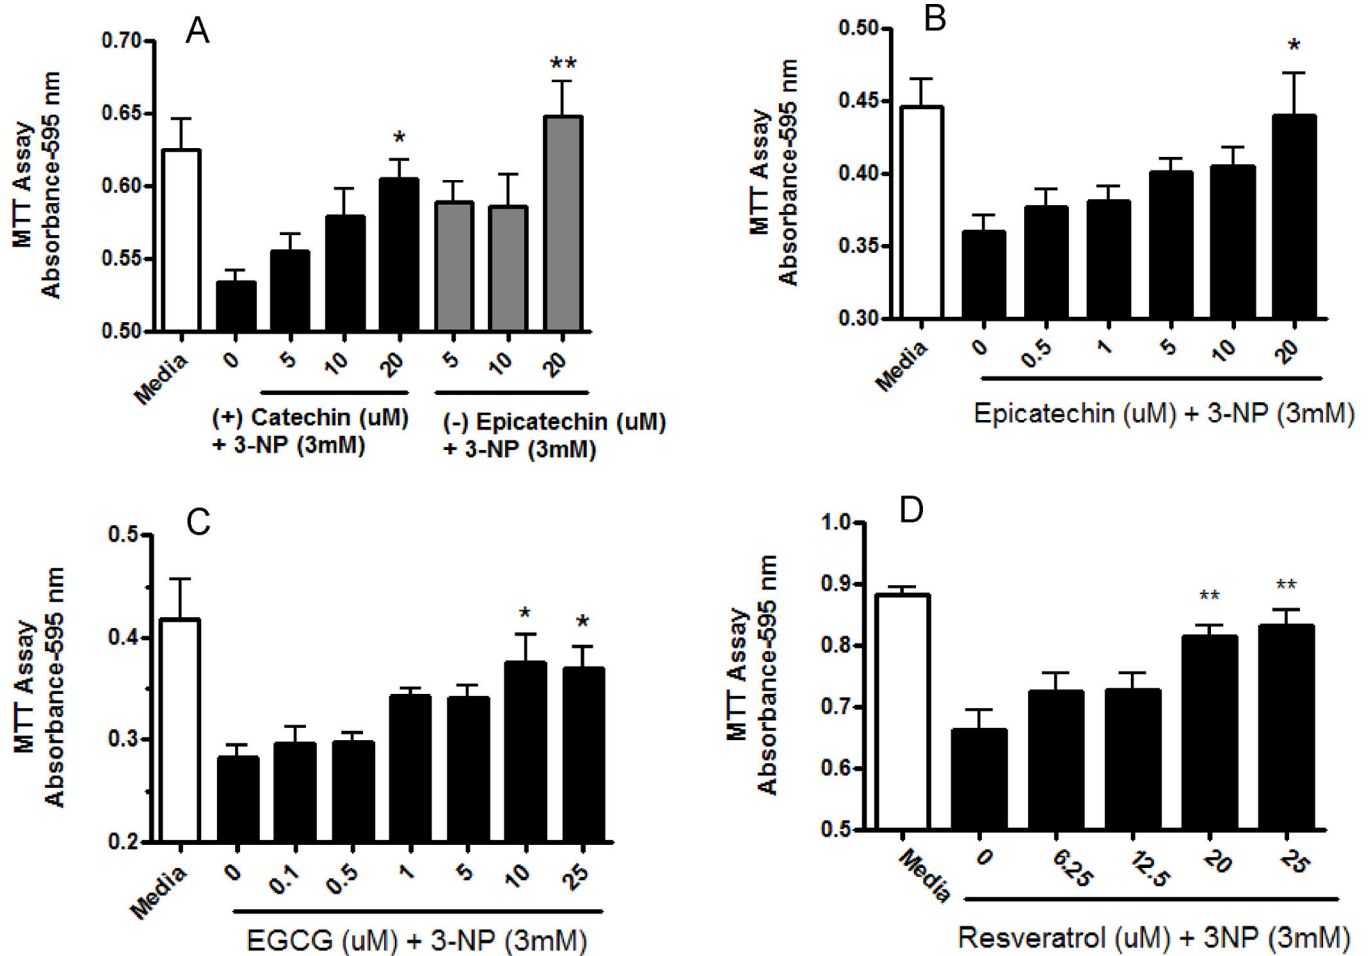 A
MTT Assay
Absorbance-595 nm
0.70
0.65
0.60
0.55
0.50
*
**
Media 0 5 10 20 5 10 20
(+) Catechin (uM)
+ 3-NP (3mM)
(-) Epicatechin (uM)
+ 3-NP (3mM)
B
MTT Assay
Absorbance-595 nm
0.50
0.45
0.40
0.35
0.30
*
Media 0 0.5 1 5 10 20
Epicatechin (uM) + 3-NP (3mM)
C
MTT Assay
Absorbance-595 nm
0.5
0.4
0.3
0.2
* *
Media 0 0.1 0.5 1 5 10 25
EGCG (uM) + 3-NP (3mM)
D
MTT Assay
Absorbance-595 nm
1.0
0.9
0.8
0.7
0.6
0.5
** **
Media 0 6.25 12.5 20 25
Resveratrol (uM) + 3NP (3mM)